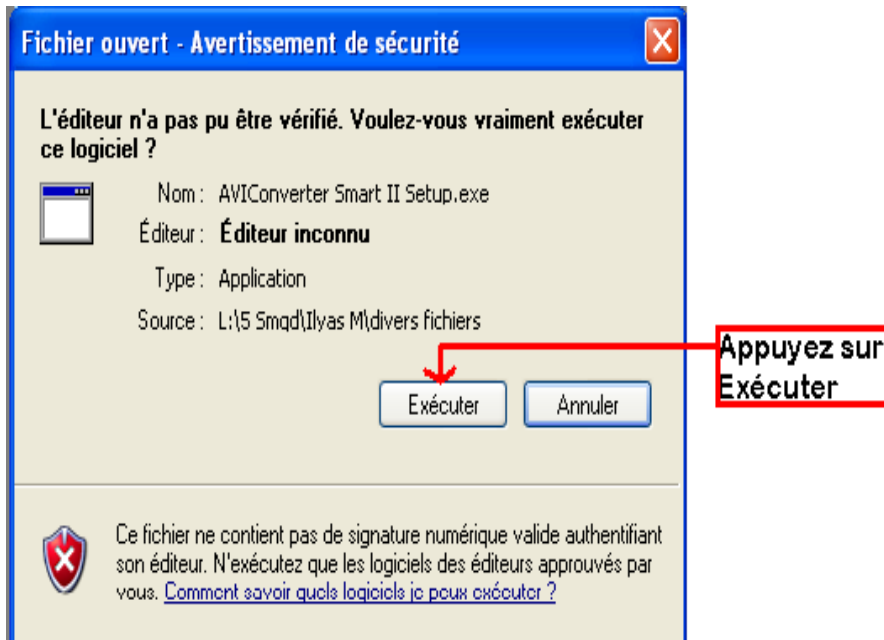 Fichier ouvert - Avertissement de sécurité
L'éditeur n'a pas pu être vérifié. Voulez-vous vraiment exécuter
ce logiciel ?
Nom : AVIConverter Smart II Setup.exe
Éditeur : Éditeur inconnu
Type : Application
Source : L:\5 Smgd\Ilyas M\divers fichiers
Appuyez sur
Exécuter
Exécuter Annuler
Ce fichier ne contient pas de signature numérique valide authentifiant
son éditeur. N'exécutez que les logiciels des éditeurs approuvés par
vous. Comment savoir quels logiciels je peux exécuter ?